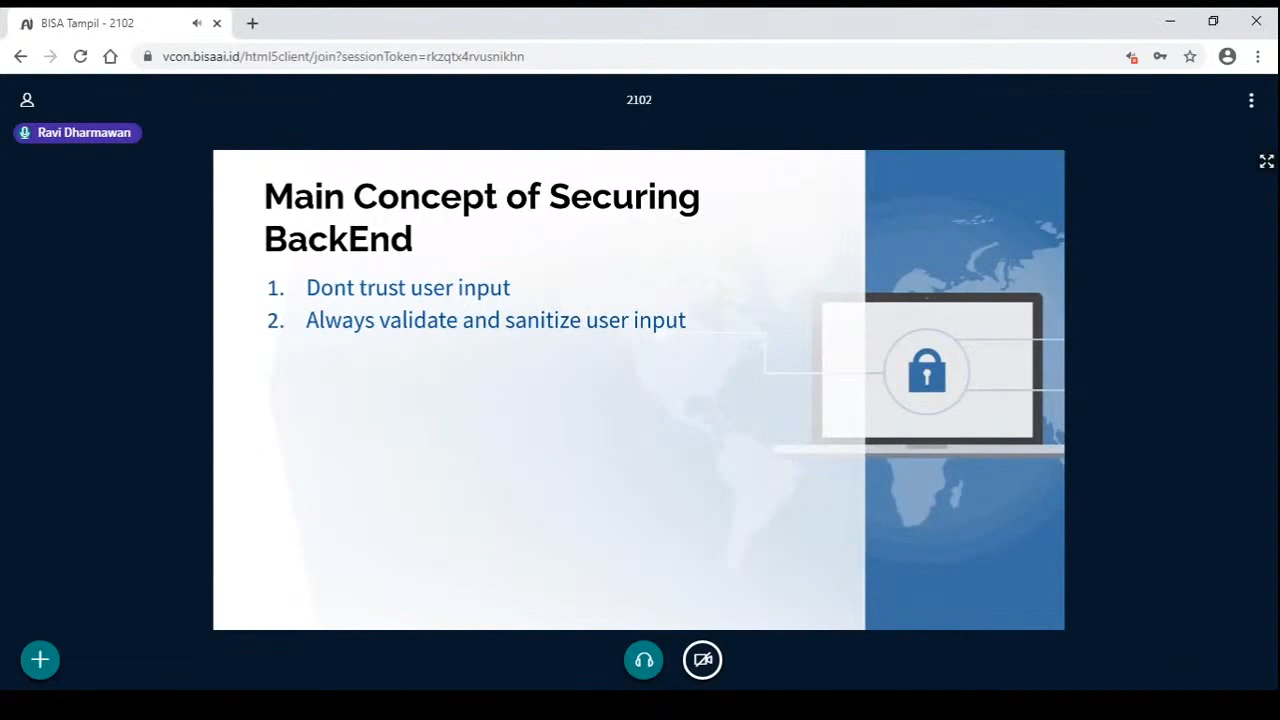 BISA Tampil - 2102
vcon.bisaai.id/html5client/join?sessionToken=rkzqtx4rvusnikhn
2102
Ravi Dharmawan
Main Concept of Securing
BackEnd
1. Dont trust user input
2. Always validate and sanitize user input